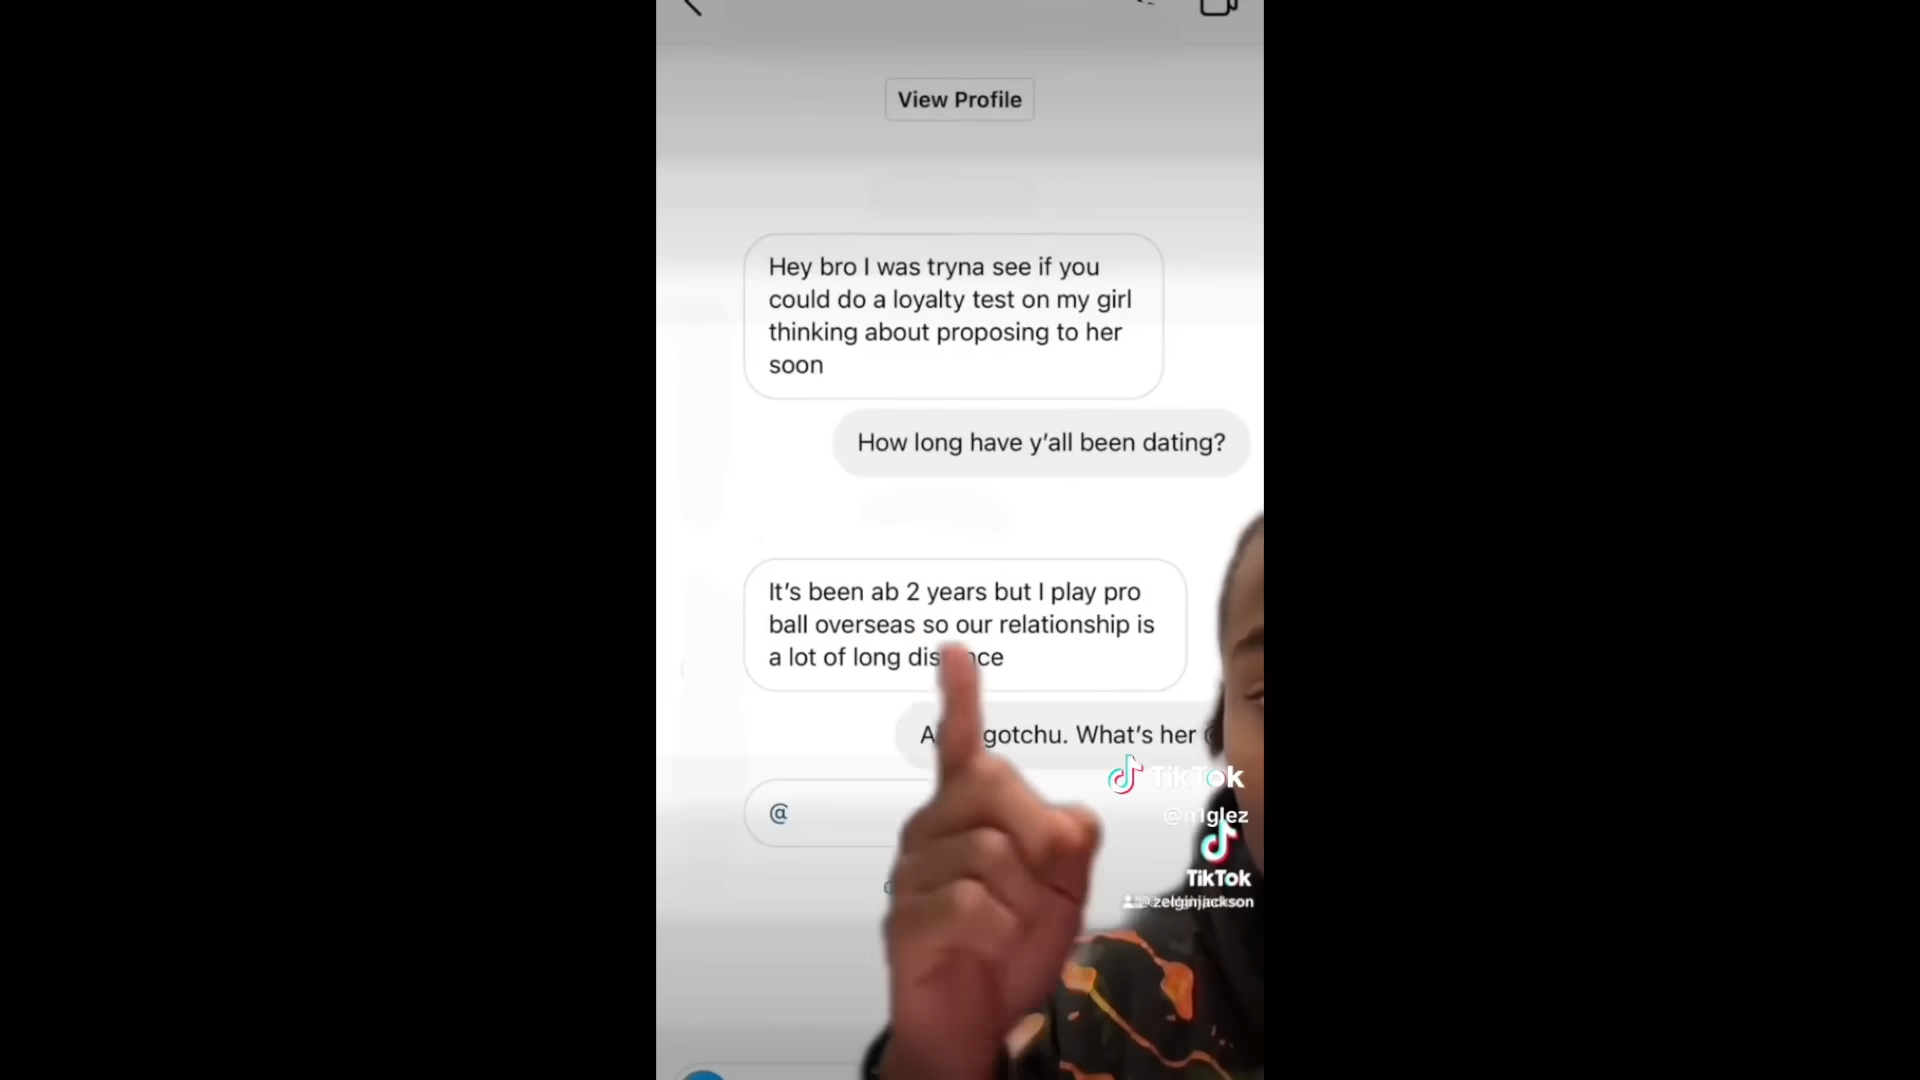 View Profile
Hey bro I was tryna see if you
could do a loyalty test on my girl
thinking about proposing to her
soon
How long have y'all been dating?
It's been ab 2 years but I play pro
ball overseas so our relationship is
a lot of long
gotchu. What's her
@
TikTok
TikTok